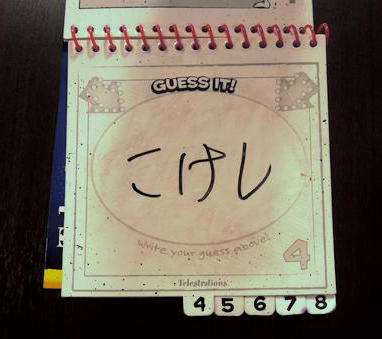 GUESS IT!
こけし
Write your guess above!
4
Telestrations
4 5 6 7 8